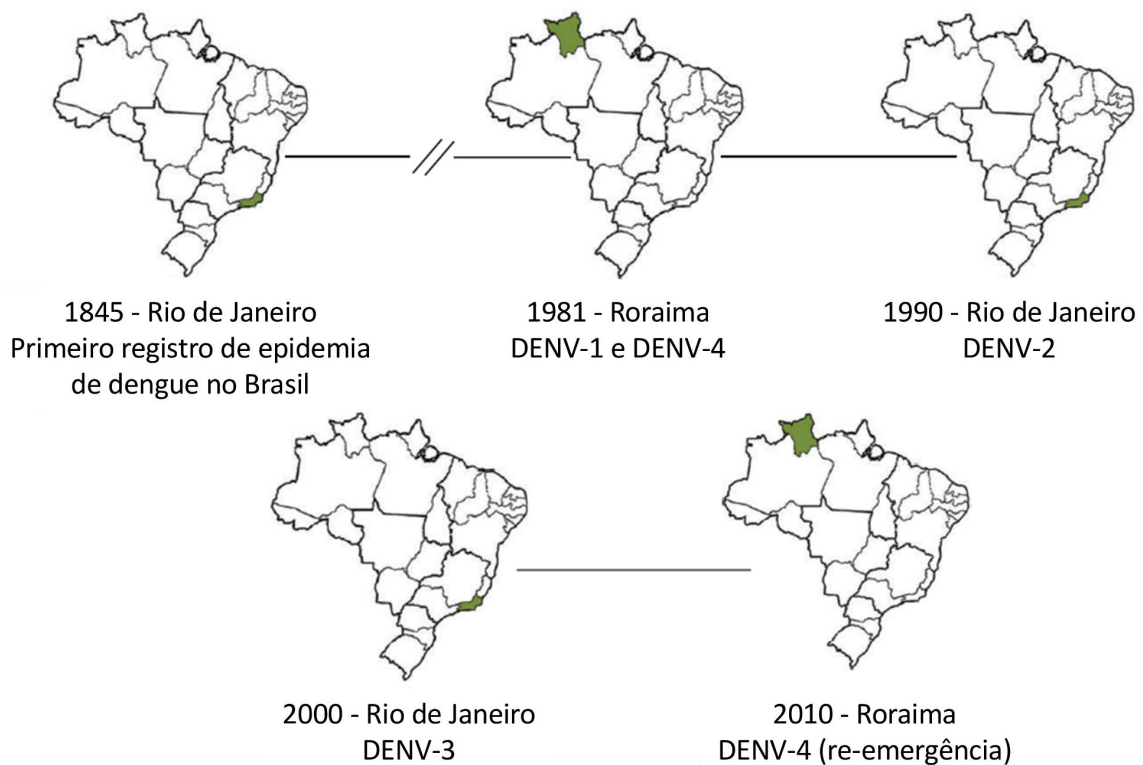 1845 - Rio de Janeiro
Primeiro registro de epidemia
de dengue no Brasil
1981 - Roraima
DENV-1 e DENV-4
1990 - Rio de Janeiro
DENV-2
2000 - Rio de Janeiro
DENV-3
2010 - Roraima
DENV-4 (re-emergência)